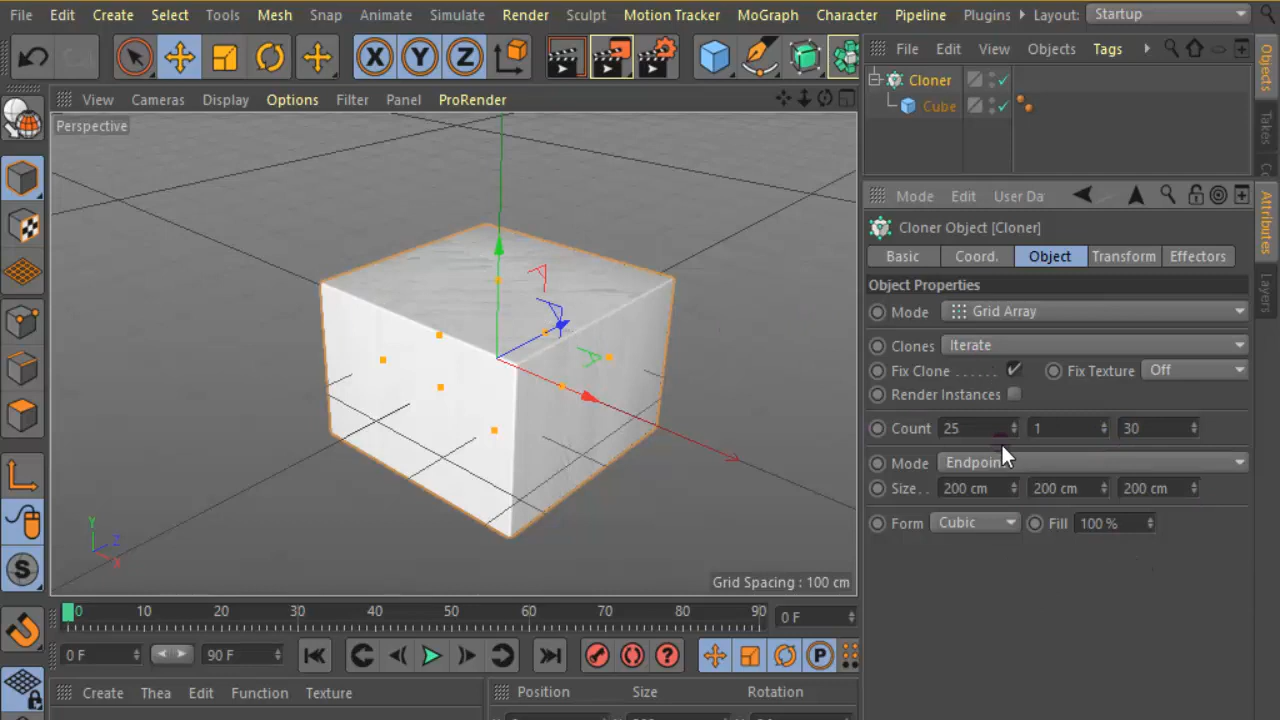 File Edit Create Select Tools Mesh Snap Animate Simulate Render Sculpt Motion Tracker MoGraph Character Pipeline Plugins Layout: Startup
X Y Z
File Edit View Objects Tags
Cloner
Cube
Objects
Takes
View Cameras Display Options Filter Panel ProRender
Perspective
Mode Edit User Da
Attributes
Layers
Cloner Object [Cloner]
Basic Coord. Object Transform Effectors
Object Properties
Mode Grid Array
Clones Iterate
Fix Clone ...... Fix Texture Off
Render Instances
Count 25 1 30
Mode Endpoin
Size.. 200 cm 200 cm 200 cm
Form Cubic Fill 100 %
Y
Z
X
S
Grid Spacing : 100 cm
0 10 20 30 40 50 60 70 80 90 0 F
0 F 90 F P
Create Thea Edit Function Texture
Position Size Rotation